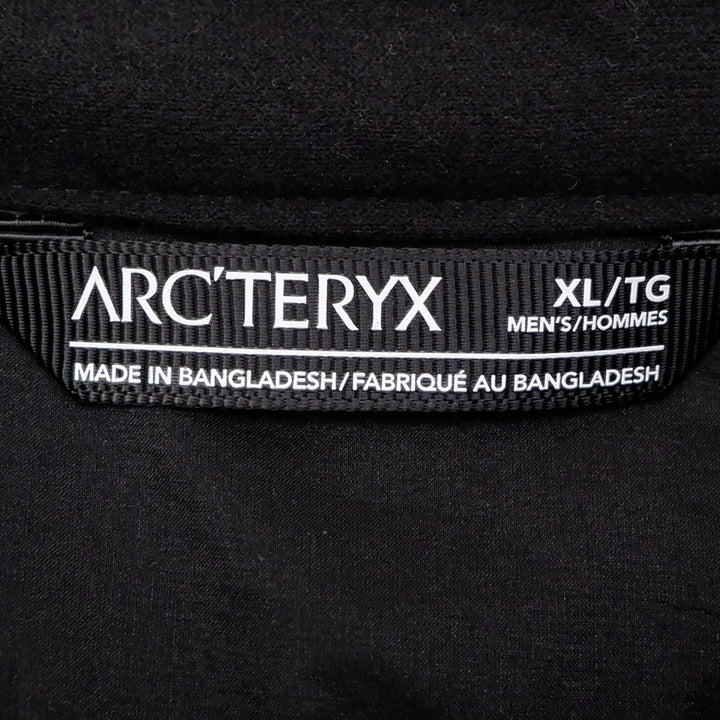 ARC'TERYX
XL/TG
MEN'S/HOMMES
MADE IN BANGLADESH/FABRIQUÉ AU BANGLADESH